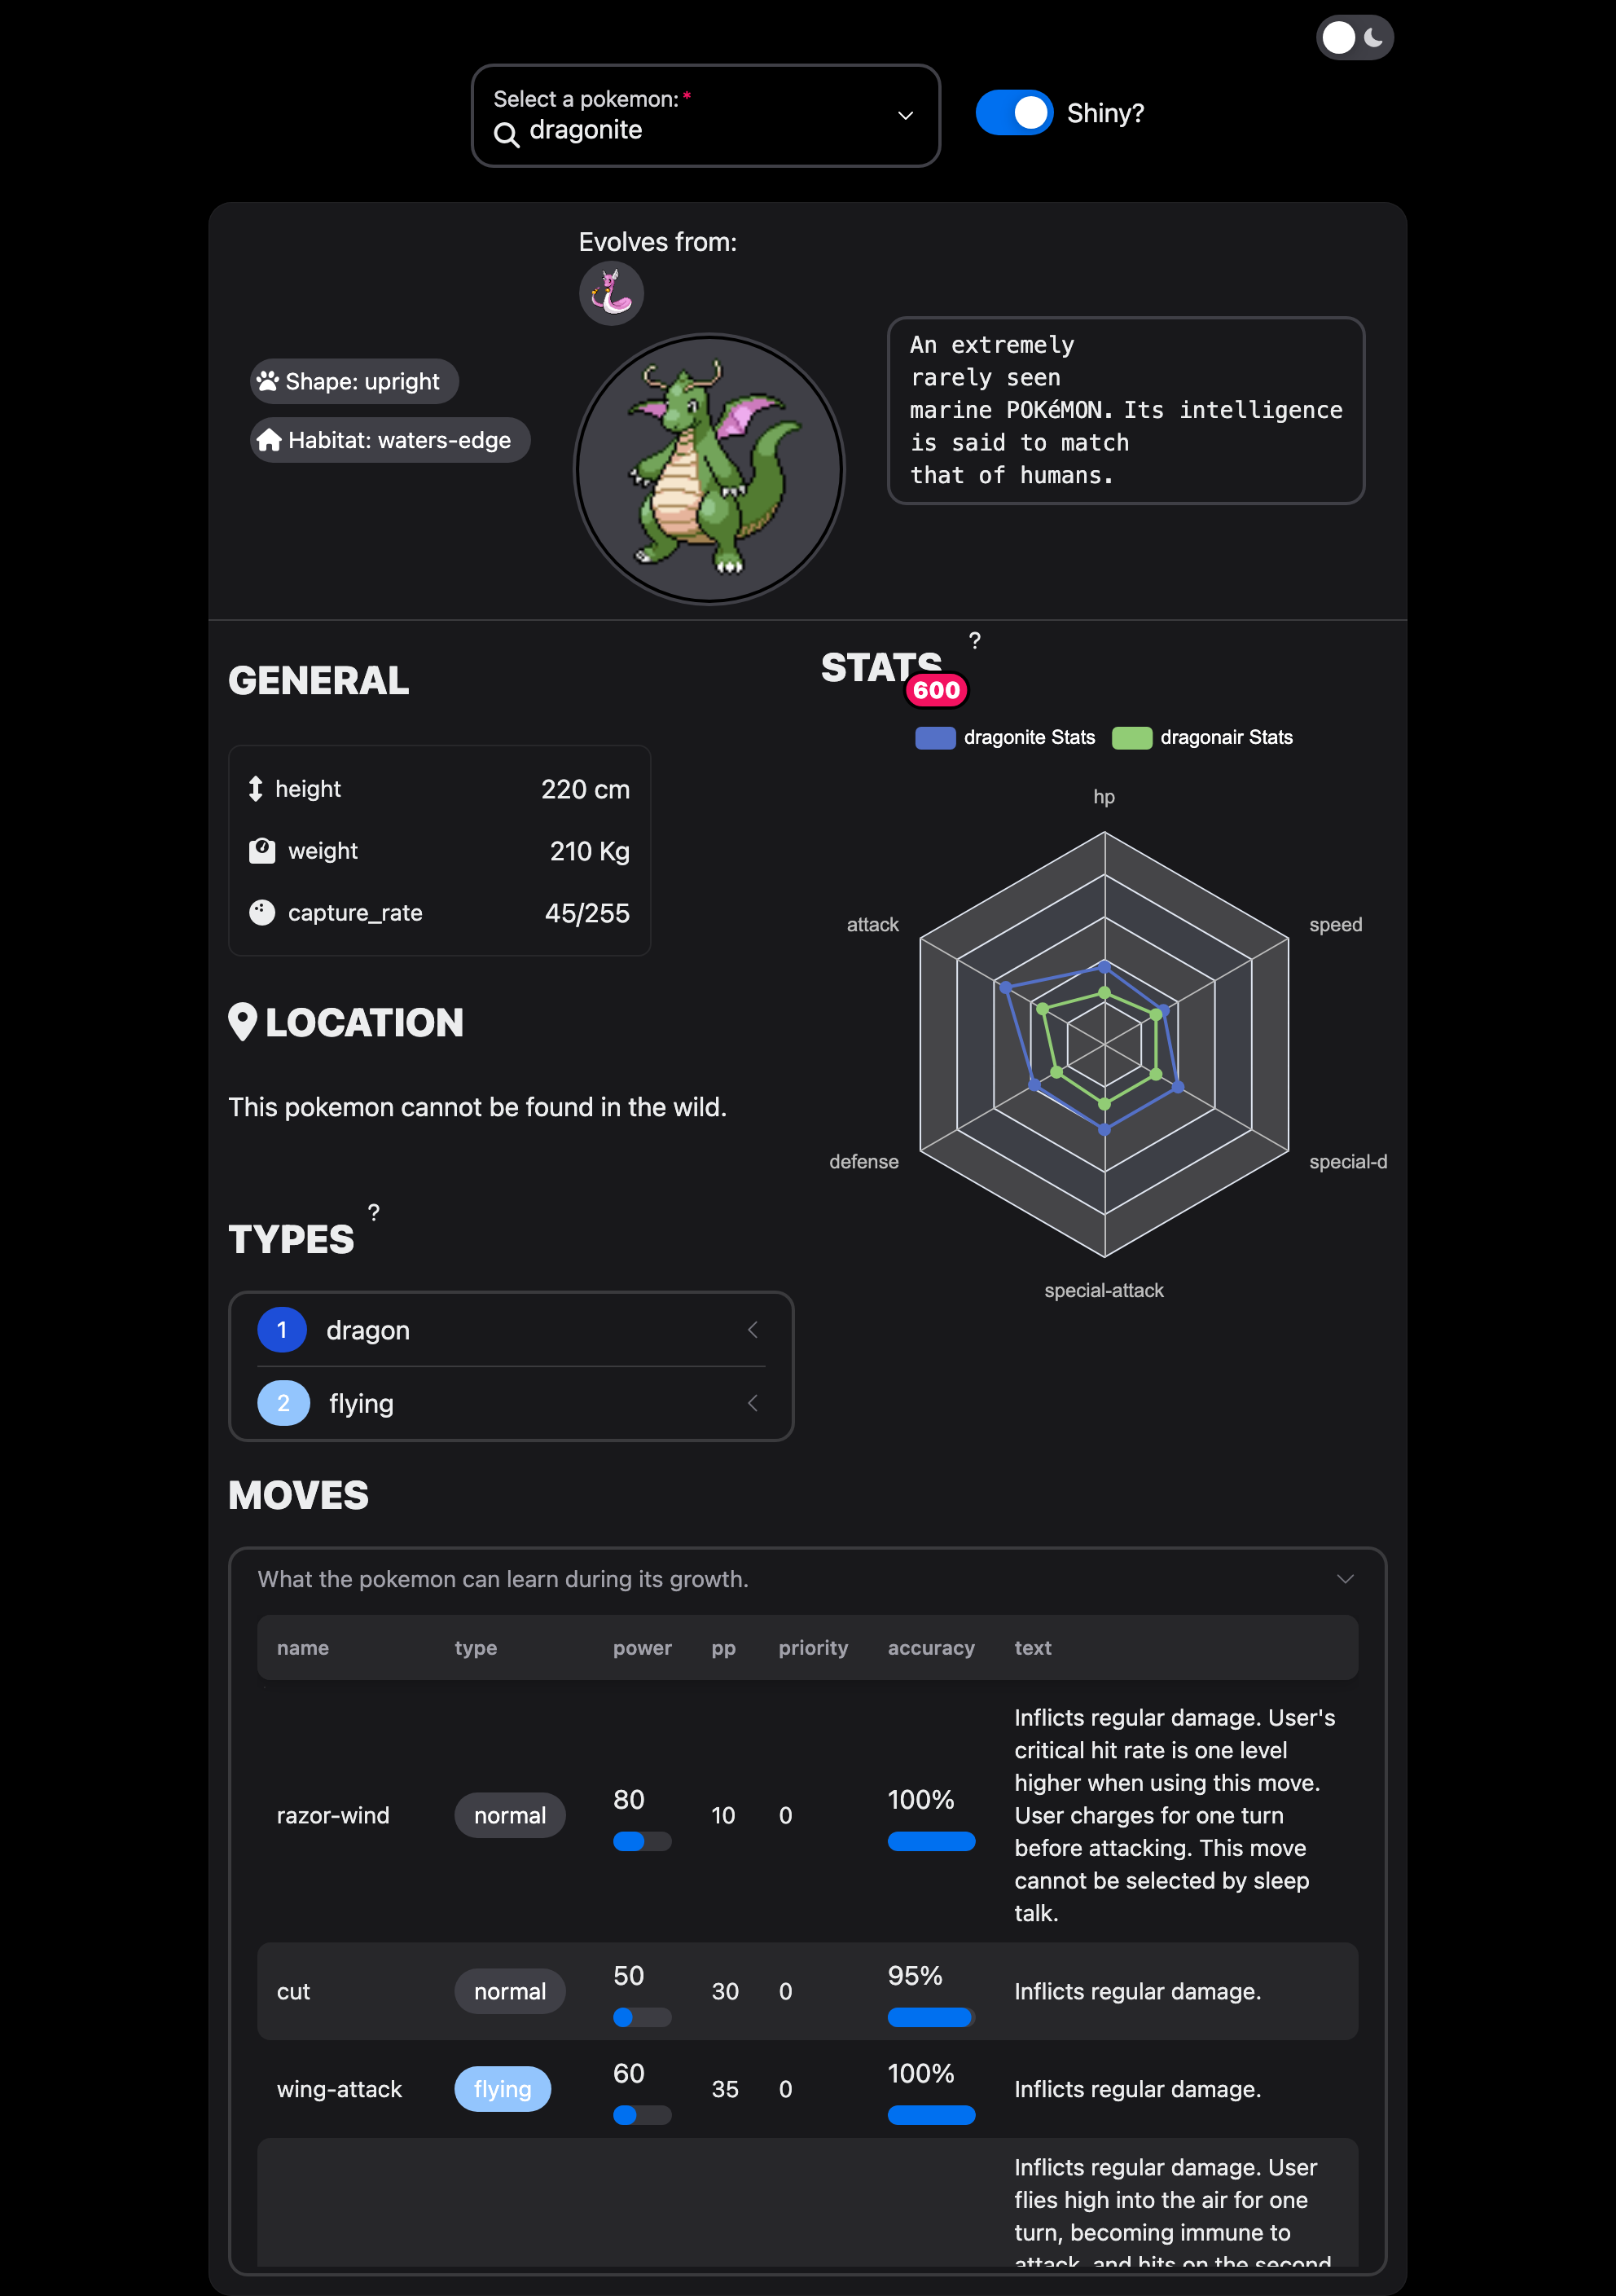 Select a pokemon:*
dragonite
Shiny?
Evolves from:
Shape: upright
Habitat: waters-edge
An extremely
rarely seen
marine POKéMON. Its intelligence
is said to match
that of humans.
GENERAL
height 220 cm
weight 210 Kg
capture_rate 45/255
LOCATION
This pokemon cannot be found in the wild.
TYPES ?
1 dragon
2 flying
STATS ?
600
dragonite Stats dragonair Stats
hp
attack
speed
defense
special-d
special-attack
MOVES
What the pokemon can learn during its growth.
name type power pp priority accuracy text
razor-wind normal 80 10 0 100%
Inflicts regular damage. User's
critical hit rate is one level
higher when using this move.
User charges for one turn
before attacking. This move
cannot be selected by sleep
talk.
cut normal 50 30 0 95% Inflicts regular damage.
wing-attack flying 60 35 0 100% Inflicts regular damage.
Inflicts regular damage. User
flies high into the air for one
turn, becoming immune to
attack, and hits on the second